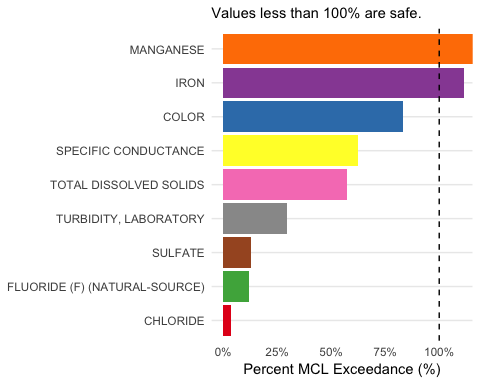 Values less than 100% are safe.
MANGANESE
IRON
COLOR
SPECIFIC CONDUCTANCE
TOTAL DISSOLVED SOLIDS
TURBIDITY, LABORATORY
SULFATE
FLUORIDE (F) (NATURAL-SOURCE)
CHLORIDE
0% 25% 50% 75% 100%
Percent MCL Exceedance (%)